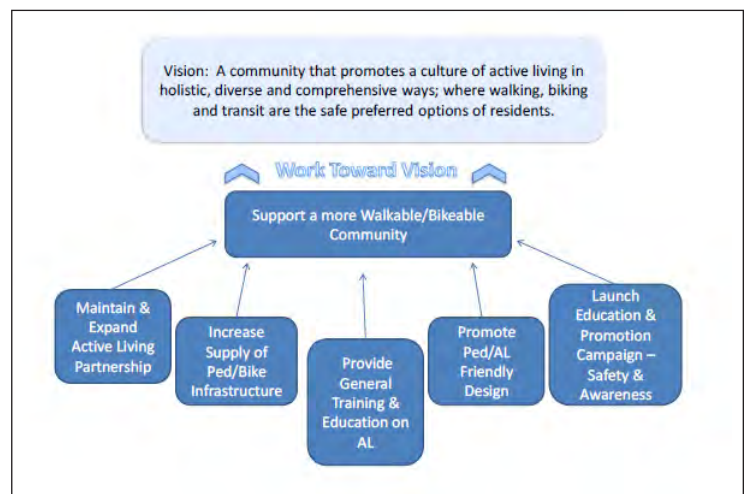 Vision: A community that promotes a culture of active living in
holistic, diverse and comprehensive ways; where walking, biking
and transit are the safe preferred options of residents.
Work Toward Vision
Support a more Walkable/Bikeable
Community
Maintain &
Expand
Active Living
Partnership
Increase
Supply of
Ped/Bike
Infrastructure
Provide
General
Training &
Education on
AL
Promote
Ped/AL
Friendly
Design
Launch
Education &
Promotion
Campaign –
Safety &
Awareness